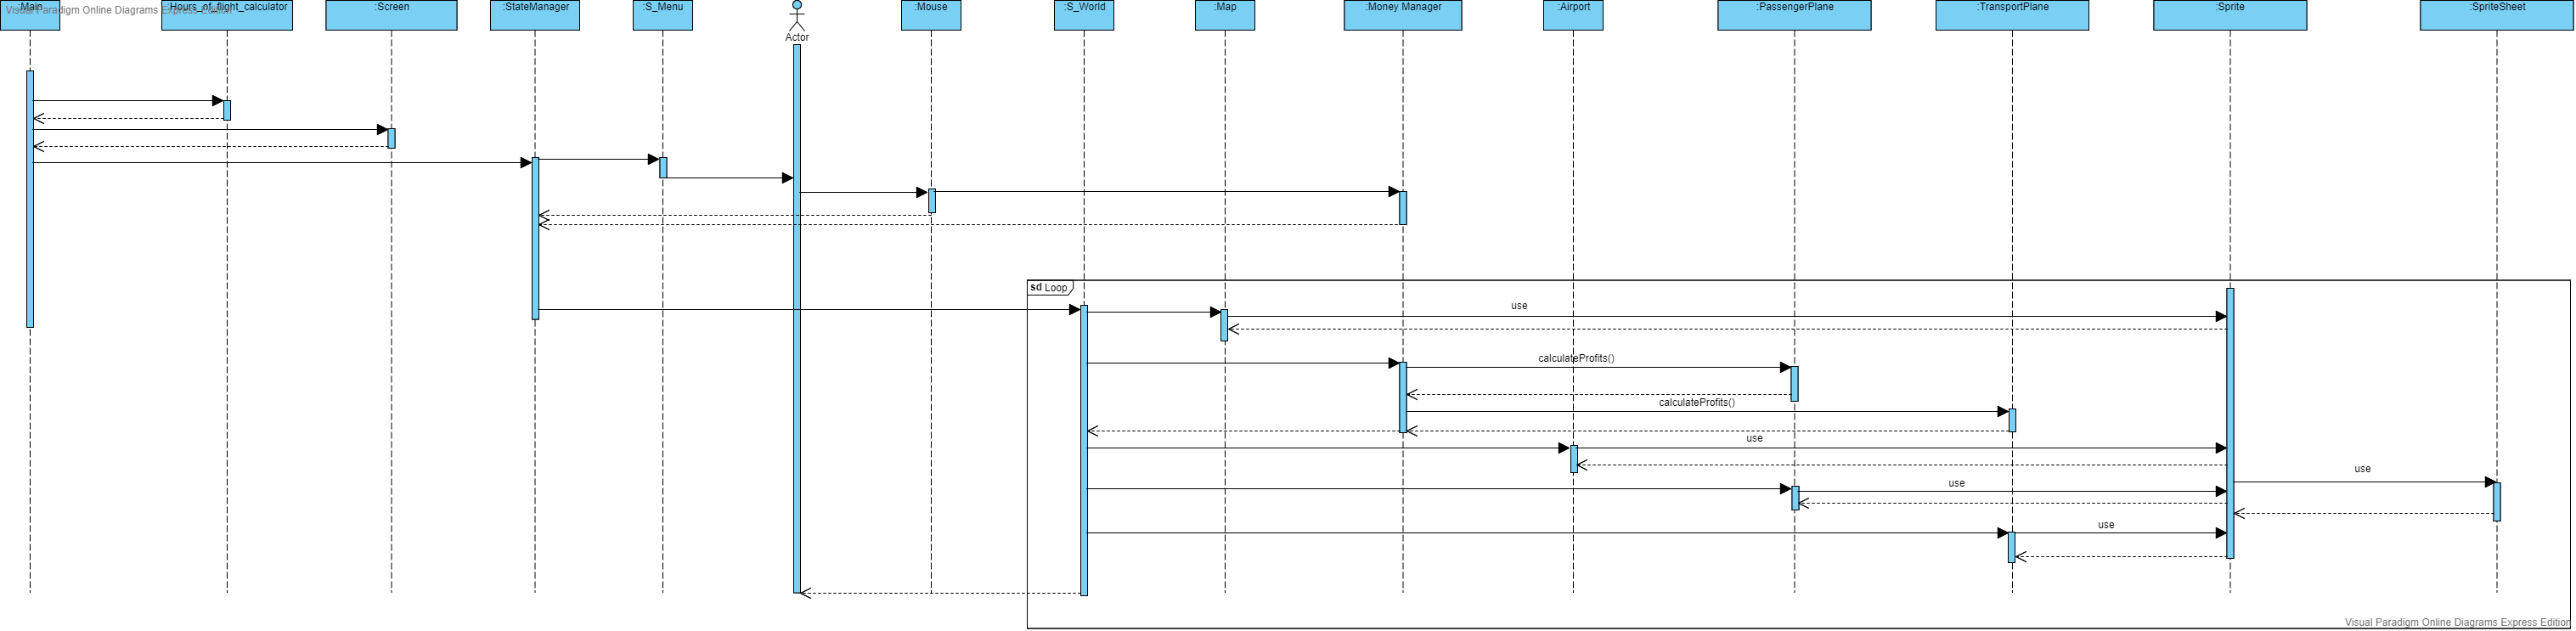 :Main
Visual Paradigm Online Diagrams Express Edition
:Hours_of_flight_calculator
:Screen
:StateManager
:S_Menu
Actor
:Mouse
:S_World
:Map
:Money Manager
:Airport
:PassengerPlane
:TransportPlane
:Sprite
:SpriteSheet
sd Loop
use
calculateProfits()
calculateProfits()
use
use
use
use
Visual Paradigm Online Diagrams Express Edition